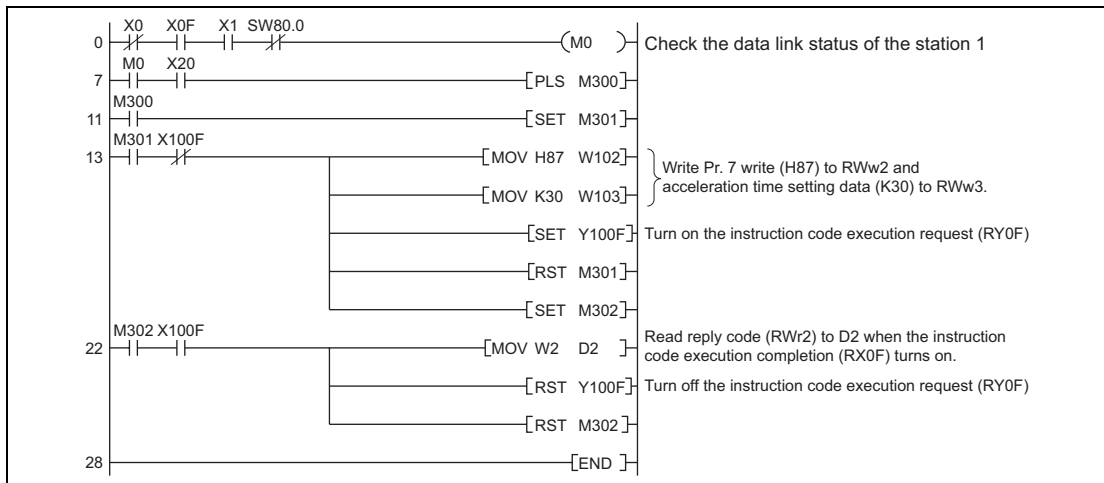 X0 X0F X1 SW80.0
0 M0 Check the data link status of the station 1
M0 X20
7 PLS M300
M300
11 SET M301
M301 X100F
13 MOV H87 W102
Write Pr. 7 write (H87) to RWw2 and
acceleration time setting data (K30) to RWw3.
MOV K30 W103
SET Y100F Turn on the instruction code execution request (RY0F)
RST M301
SET M302
M302 X100F
22 MOV W2 D2 Read reply code (RWr2) to D2 when the instruction
code execution completion (RX0F) turns on.
RST Y100F Turn off the instruction code execution request (RY0F)
RST M302
28 END